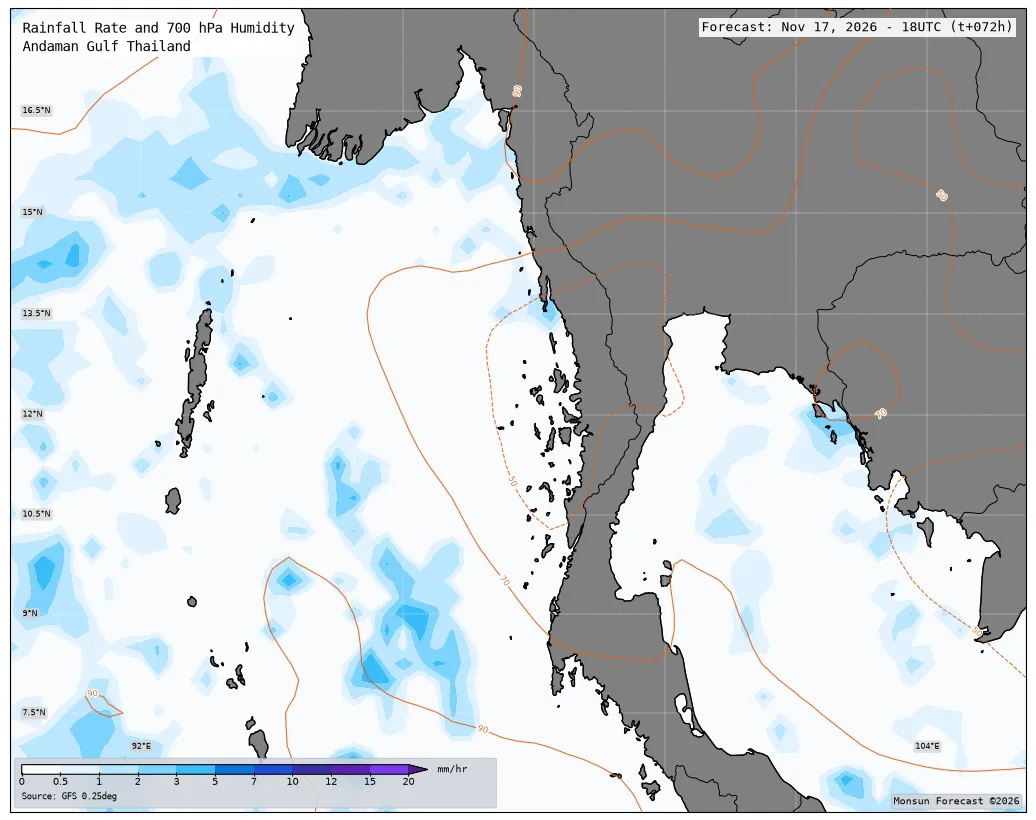 Rainfall Rate and 700 hPa Humidity
Andaman Gulf Thailand
Forecast: Nov 17, 2026 - 18UTC (t+072h)
90
16.5°N
50
15°N
13.5°N
12°N
70
50
10.5°N
70
9°N
50
90
7.5°N
90
92°E
104°E
mm/hr
0 0.5 1 2 3 5 7 10 12 15 20
Source: GFS 0.25deg
Monsun Forecast ©2026